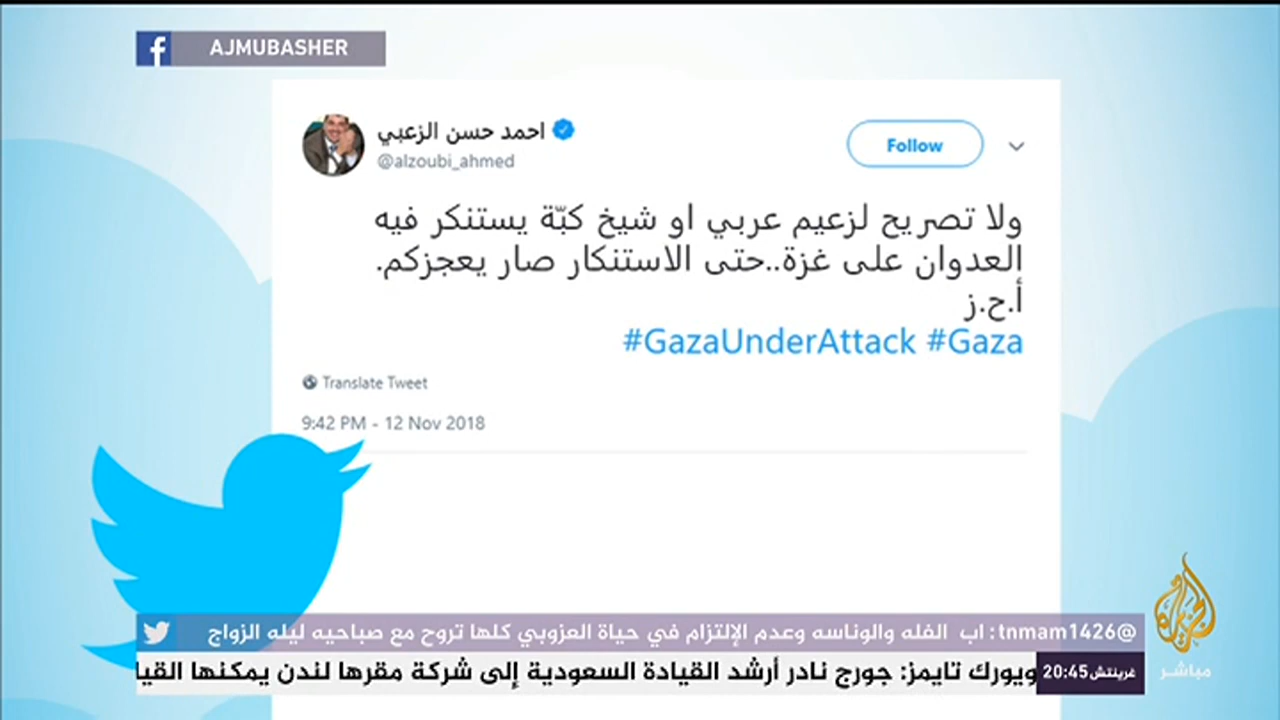 AJMUBASHER
احمد حسن الزعبي
@alzoubi_ahmed
Follow
ولا تصريح لزعيم عربي او شيخ كبّة يستنكر فيه
العدوان على غزة..حتى الاستنكار صار يعجزكم.
أ.ح.ز
#GazaUnderAttack #Gaza
Translate Tweet
9:42 PM - 12 Nov 2018
@tnmam1426: اب الفله والوناسه وعدم الإلتزام في حياة العزوبي كلها تروح مع صباحيه ليله الزواج
غرينتش 20:45
ويورك تايمز: جورج نادر أرشد القيادة السعودية إلى شركة مقرها لندن يمكنها القيا
الجزيرة
مباشر